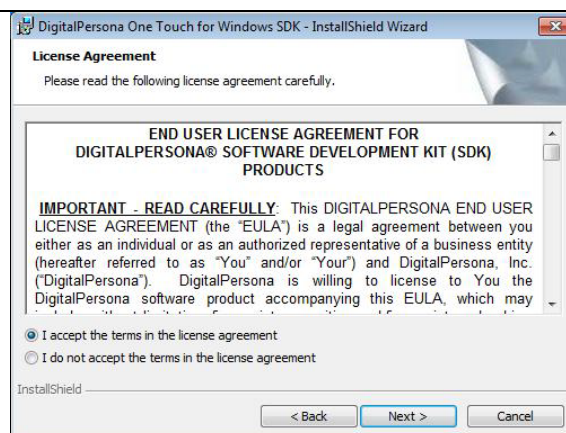 DigitalPersona One Touch for Windows SDK - InstallShield Wizard
License Agreement
Please read the following license agreement carefully.
END USER LICENSE AGREEMENT FOR
DIGITALPERSONA® SOFTWARE DEVELOPMENT KIT (SDK)
PRODUCTS
IMPORTANT - READ CAREFULLY: This DIGITALPERSONA END USER
LICENSE AGREEMENT (the “EULA”) is a legal agreement between you
either as an individual or as an authorized representative of a business entity
(hereafter referred to as “You” and/or “Your”) and DigitalPersona, Inc.
(“DigitalPersona”). DigitalPersona is willing to license to You the
DigitalPersona software product accompanying this EULA, which may
I accept the terms in the license agreement
I do not accept the terms in the license agreement
InstallShield
< Back
Next >
Cancel